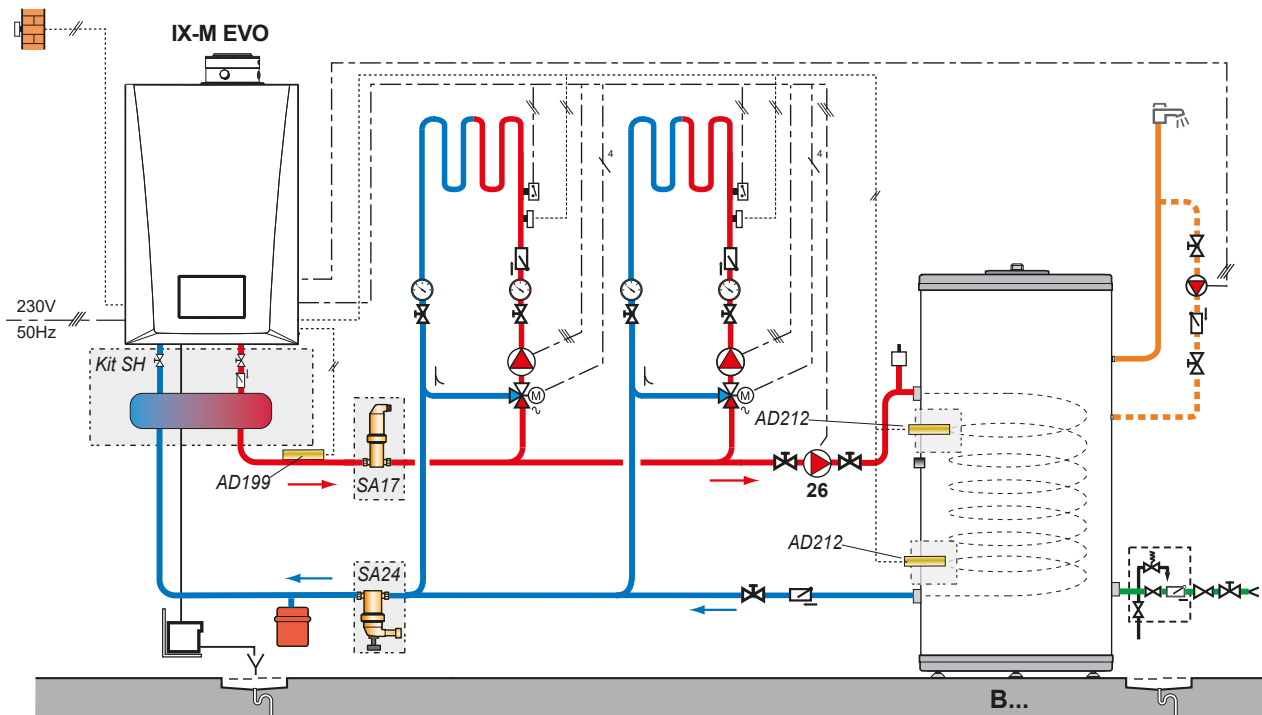 IX-M EVO
4
4
230V
50Hz
Kit SH
M
M
AD212
AD199
SA17
26
AD212
SA24
B...